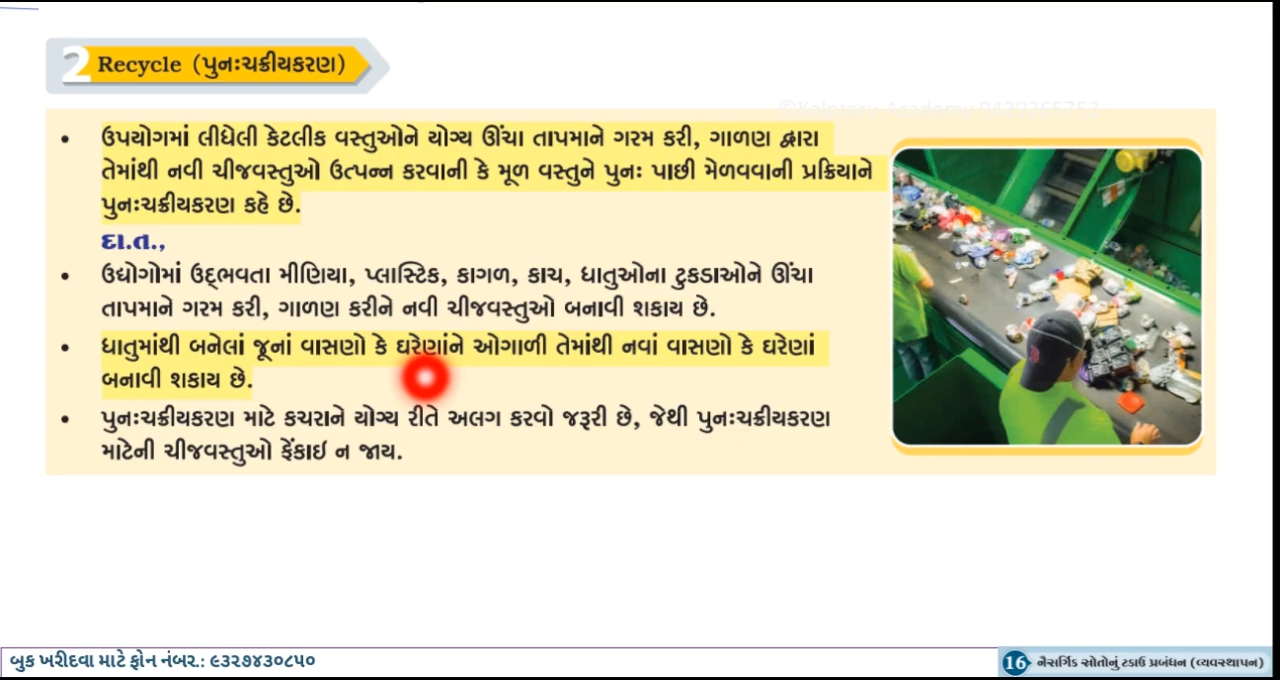 2 Recycle (પુનઃચક્રીયકરણ)
©Kalptaru Academy 9429265753
• ઉપયોગમાં લીધેલી કેટલીક વસ્તુઓને યોગ્ય ઊંચા તાપમાને ગરમ કરી, ગાળણ દ્વારા
તેમાંથી નવી ચીજવસ્તુઓ ઉત્પન્ન કરવાની કે મૂળ વસ્તુને પુનઃ પાછી મેળવવાની પ્રક્રિયાને
પુનઃચક્રીયકરણ કહે છે.
દા.ત.,
• ઉદ્યોગોમાં ઉદ્ભવતા મીણિયા, પ્લાસ્ટિક, કાગળ, કાચ, ધાતુઓના ટુકડાઓને ઊંચા
તાપમાને ગરમ કરી, ગાળણ કરીને નવી ચીજવસ્તુઓ બનાવી શકાય છે.
• ધાતુમાંથી બનેલાં જૂનાં વાસણો કે ઘરેણાંને ઓગાળી તેમાંથી નવાં વાસણો કે ઘરેણાં
બનાવી શકાય છે.
• પુનઃચક્રીયકરણ માટે કચરાને યોગ્ય રીતે અલગ કરવો જરૂરી છે, જેથી પુનઃચક્રીયકરણ
માટેની ચીજવસ્તુઓ ફેંકાઇ ન જાય.
બુક ખરીદવા માટે ફોન નંબર.: ૯૩૨૭૪૩૦૮૫૦
16 નૈસર્ગિક સ્રોતોનું ટકાઉ પ્રબંધન (વ્યવસ્થાપન)